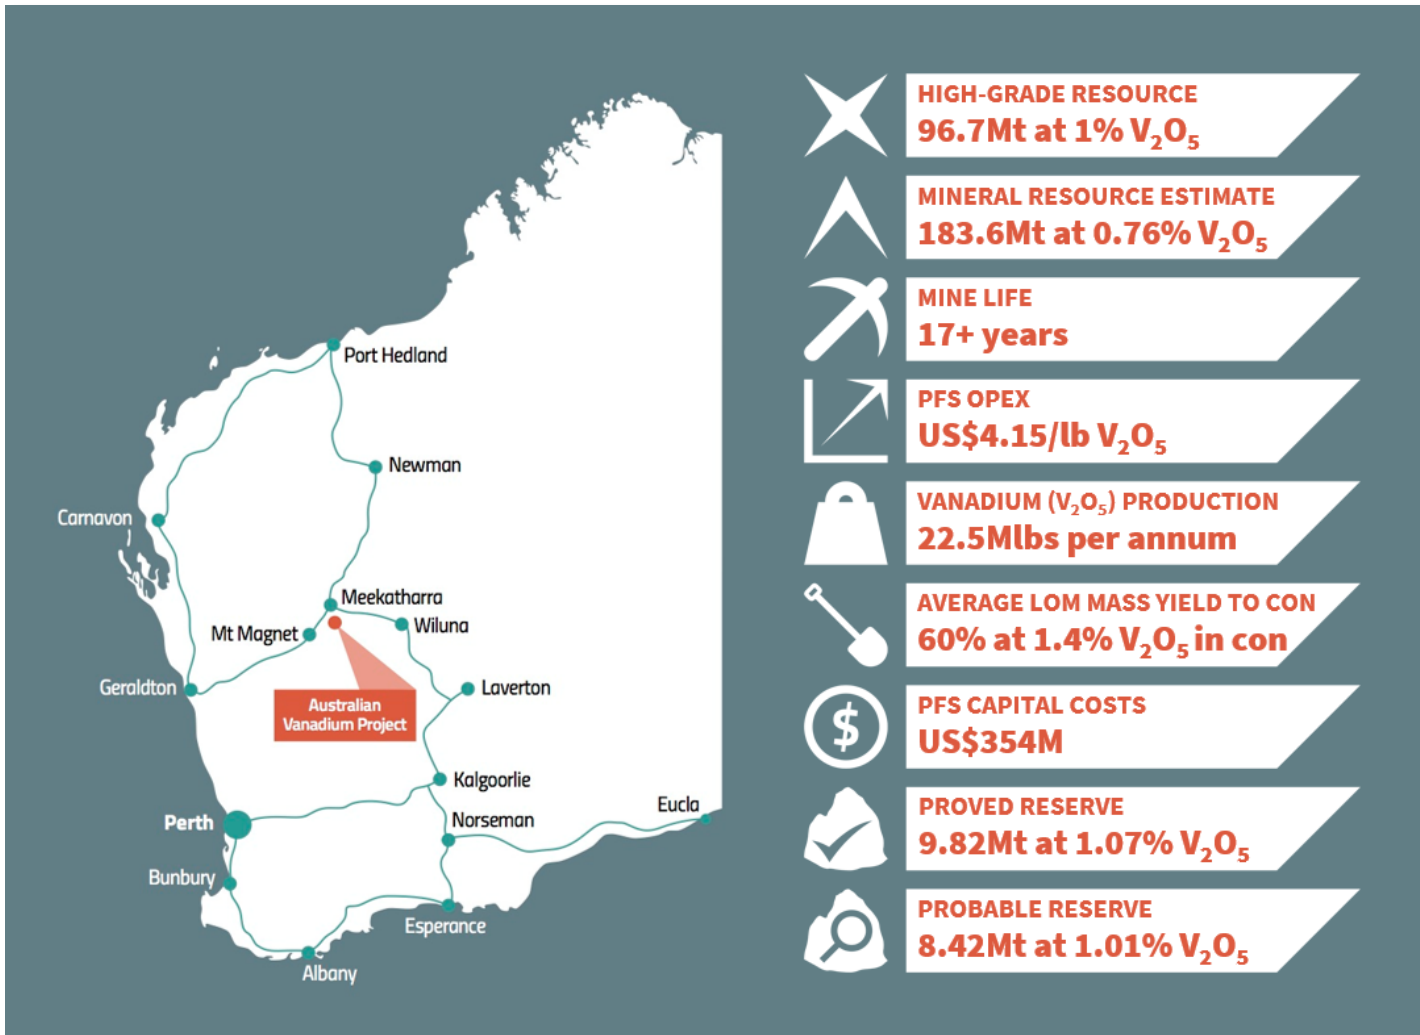 Port Hedland
Newman
Carnavon
Meekatharra
Mt Magnet
Wiluna
Geraldton
Laverton
Australian
Vanadium Project
Kalgoorlie
Eucla
Perth
Norseman
Bunbury
Esperance
Albany
HIGH-GRADE RESOURCE
96.7Mt at 1% V₂O₅
MINERAL RESOURCE ESTIMATE
183.6Mt at 0.76% V₂O₅
MINE LIFE
17+ years
PFS OPEX
US$4.15/lb V₂O₅
VANADIUM (V₂O₅) PRODUCTION
22.5Mlbs per annum
AVERAGE LOM MASS YIELD TO CON
60% at 1.4% V₂O₅ in con
$
PFS CAPITAL COSTS
US$354M
PROVED RESERVE
9.82Mt at 1.07% V₂O₅
PROBABLE RESERVE
8.42Mt at 1.01% V₂O₅